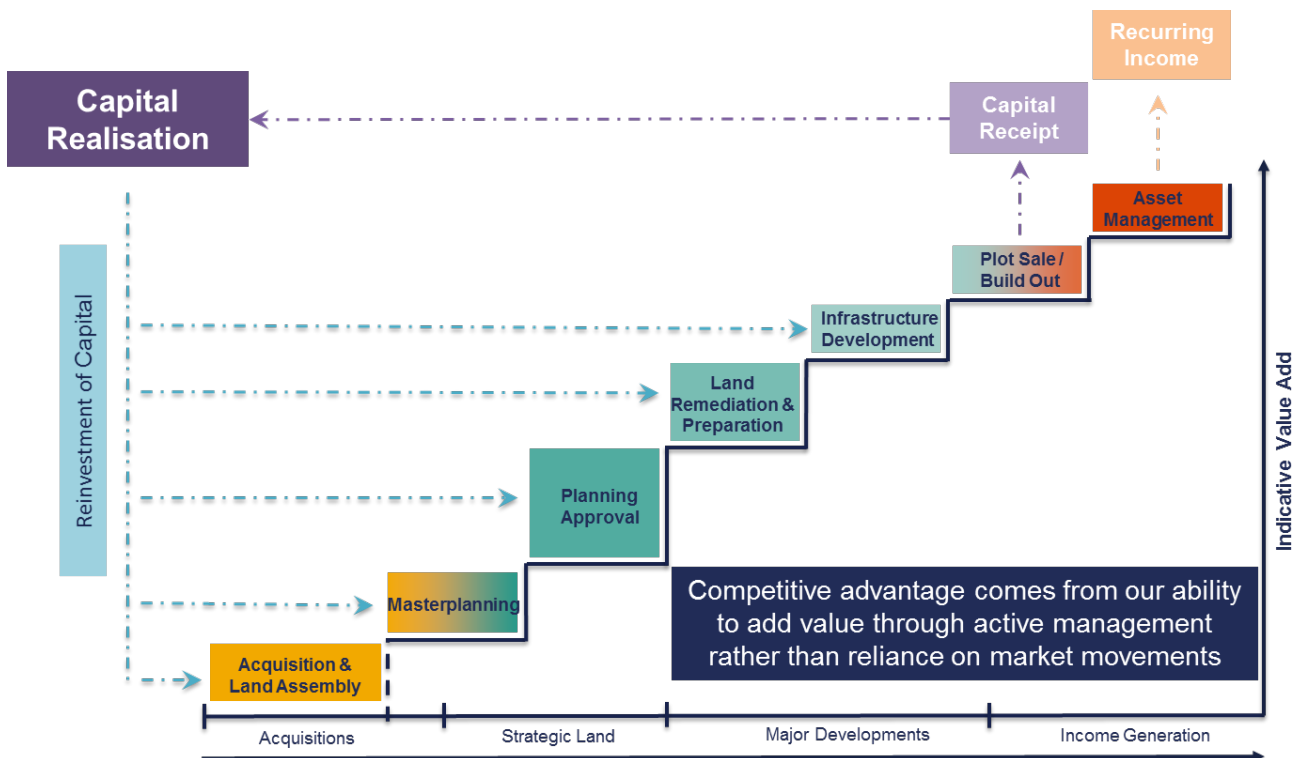 Recurring
Income
Capital
Realisation
Capital
Receipt
Asset
Management
Plot Sale /
Build Out
Infrastructure
Development
Land
Remediation &
Preparation
Planning
Approval
Masterplanning
Acquisition &
Land Assembly
Reinvestment of Capital
Indicative Value Add
Competitive advantage comes from our ability
to add value through active management
rather than reliance on market movements
Acquisitions
Strategic Land
Major Developments
Income Generation